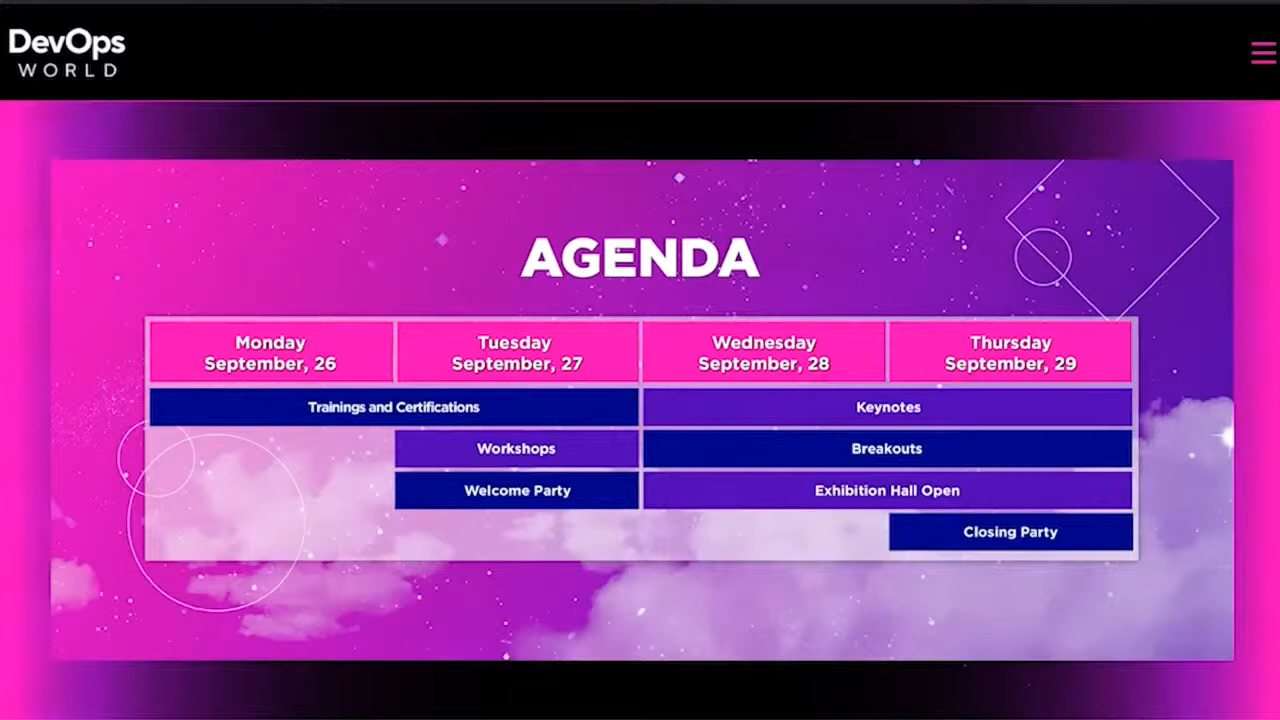 DevOps
WORLD
AGENDA
Monday
September, 26
Tuesday
September, 27
Wednesday
September, 28
Thursday
September, 29
Trainings and Certifications
Keynotes
Workshops
Breakouts
Welcome Party
Exhibition Hall Open
Closing Party